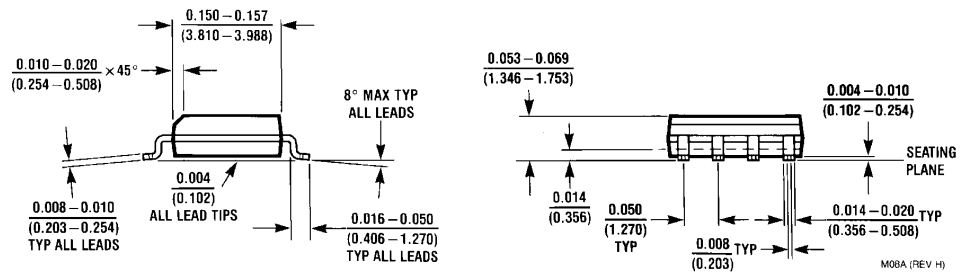 0.150 – 0.157
(3.810 – 3.988)
0.010 – 0.020
(0.254 – 0.508)
×45°
8° MAX TYP
ALL LEADS
0.004
(0.102)
ALL LEAD TIPS
0.008 – 0.010
(0.203 – 0.254)
TYP ALL LEADS
0.016 – 0.050
(0.406 – 1.270)
TYP ALL LEADS
0.053 – 0.069
(1.346 – 1.753)
0.004 – 0.010
(0.102 – 0.254)
SEATING
PLANE
0.014
(0.356)
0.050
(1.270)
TYP
0.014 – 0.020 TYP
(0.356 – 0.508)
0.008 TYP
(0.203)
M08A (REV H)